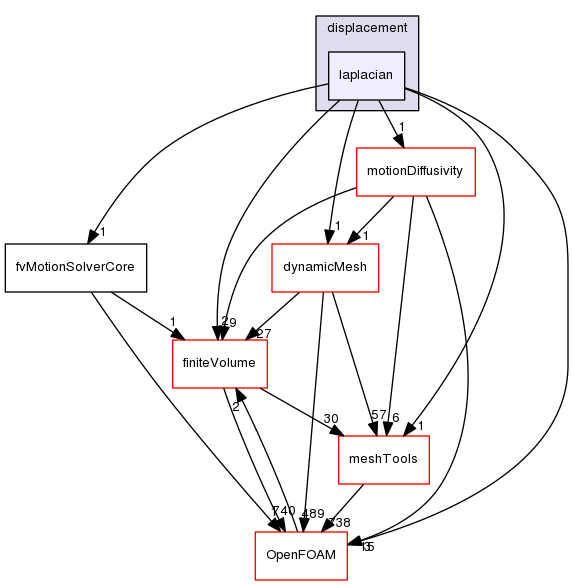 displacement
laplacian
1
motionDiffusivity
1
1
1
fvMotionSolverCore
dynamicMesh
1
29
27
finiteVolume
2
30
57
6
1
meshTools
740
489
738
OpenFOAM